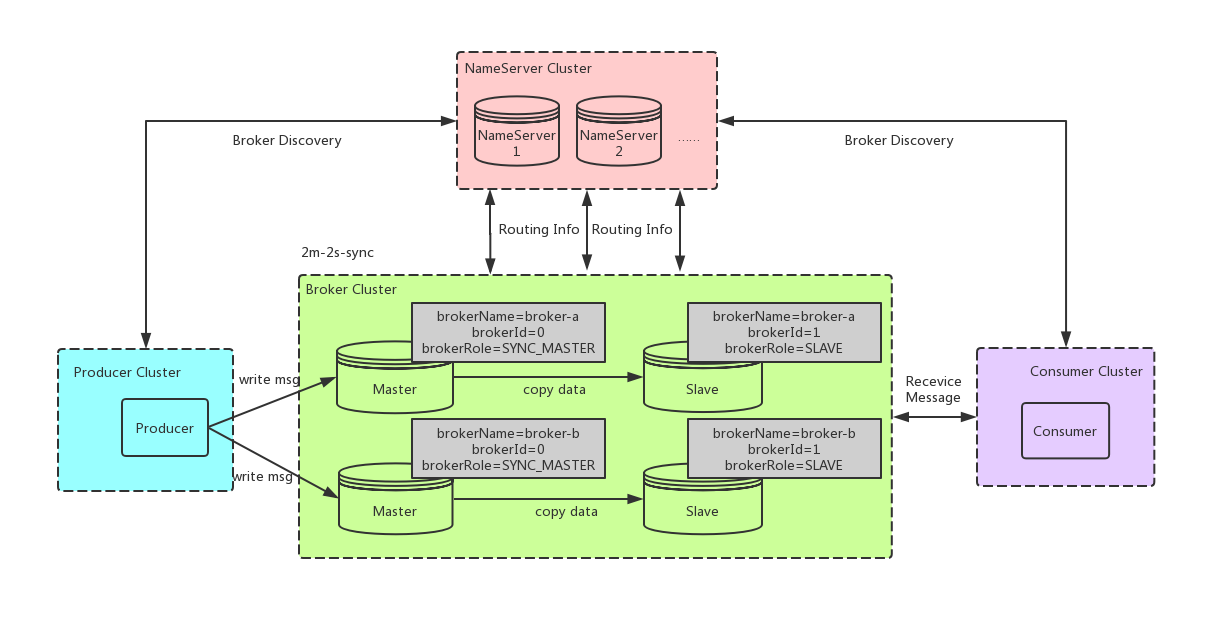 NameServer Cluster
NameServer
1
NameServer
2
......
Broker Discovery
Broker Discovery
Routing Info
Routing Info
2m-2s-sync
Broker Cluster
brokerName=broker-a
brokerId=0
brokerRole=SYNC_MASTER
brokerName=broker-a
brokerId=1
brokerRole=SLAVE
Producer Cluster
Producer
write msg
write msg
Master
copy data
Slave
brokerName=broker-b
brokerId=0
brokerRole=SYNC_MASTER
brokerName=broker-b
brokerId=1
brokerRole=SLAVE
Master
copy data
Slave
Recevice
Message
Consumer Cluster
Consumer